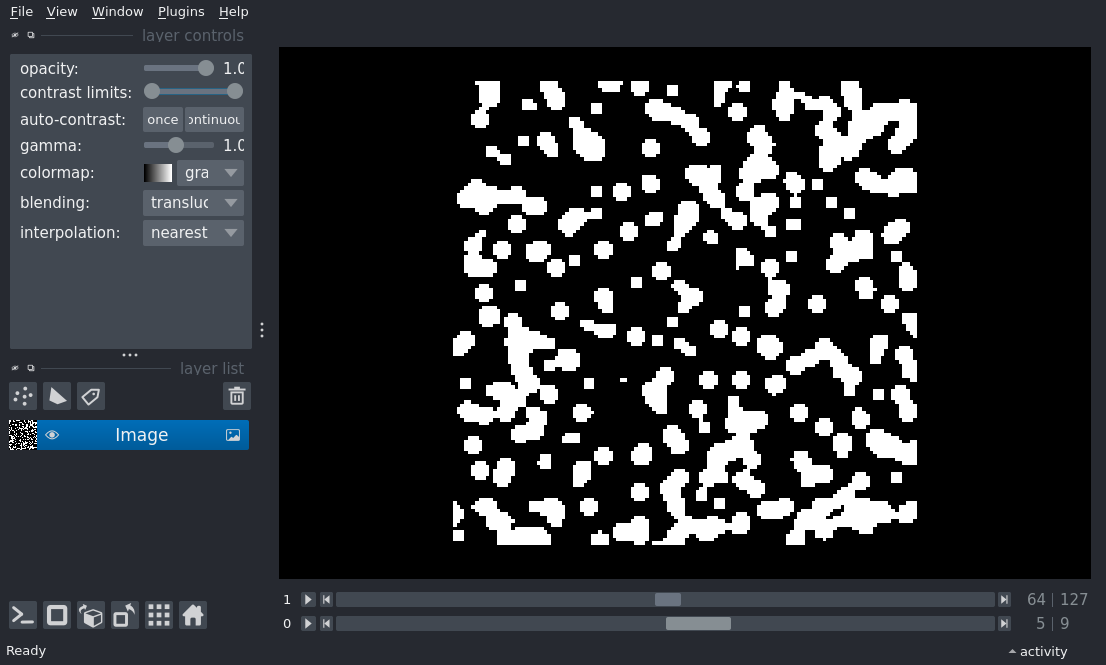 File View Window Plugins Help
layer controls
opacity: 1.0
contrast limits:
auto-contrast: once ontinuou
gamma: 1.0
colormap: gra
blending: transluc
interpolation: nearest
layer list
Image
1 64 | 127
0 5 | 9
Ready activity